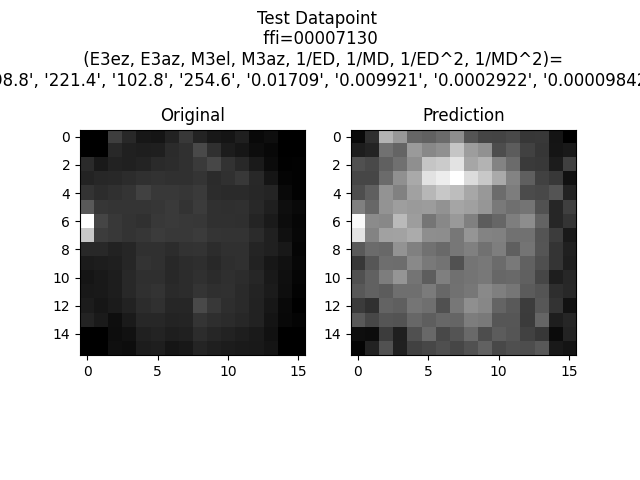 Test Datapoint
ffi=00007130
(E3ez, E3az, M3el, M3az, 1/ED, 1/MD, 1/ED^2, 1/MD^2)=
8.8', '221.4', '102.8', '254.6', '0.01709', '0.009921', '0.0002922', '0.00009842
Original Prediction
0 0
2 2
4 4
6 6
8 8
10 10
12 12
14 14
0 5 10 15 0 5 10 15